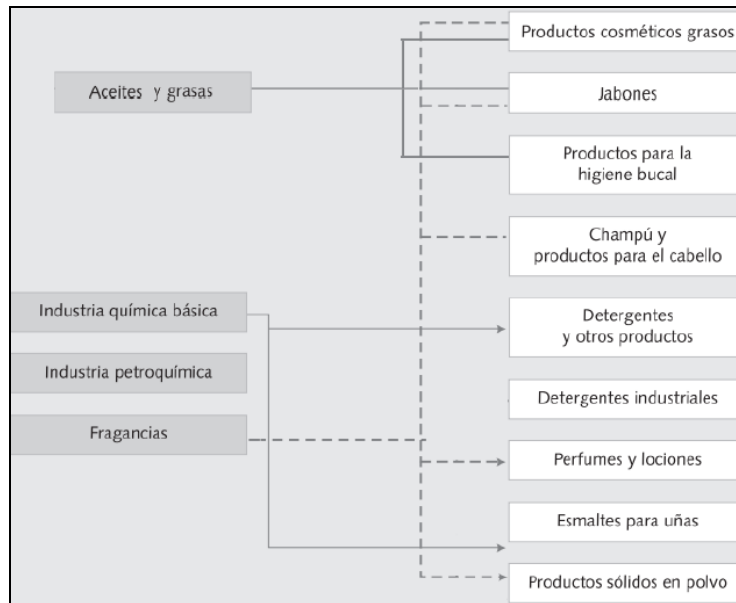 Productos cosméticos grasos
Aceites y grasas
Jabones
Productos para la
higiene bucal
Champú y
productos para el cabello
Industria química básica
Detergentes
y otros productos
Industria petroquímica
Detergentes industriales
Fragancias
Perfumes y lociones
Esmaltes para uñas
Productos sólidos en polvo